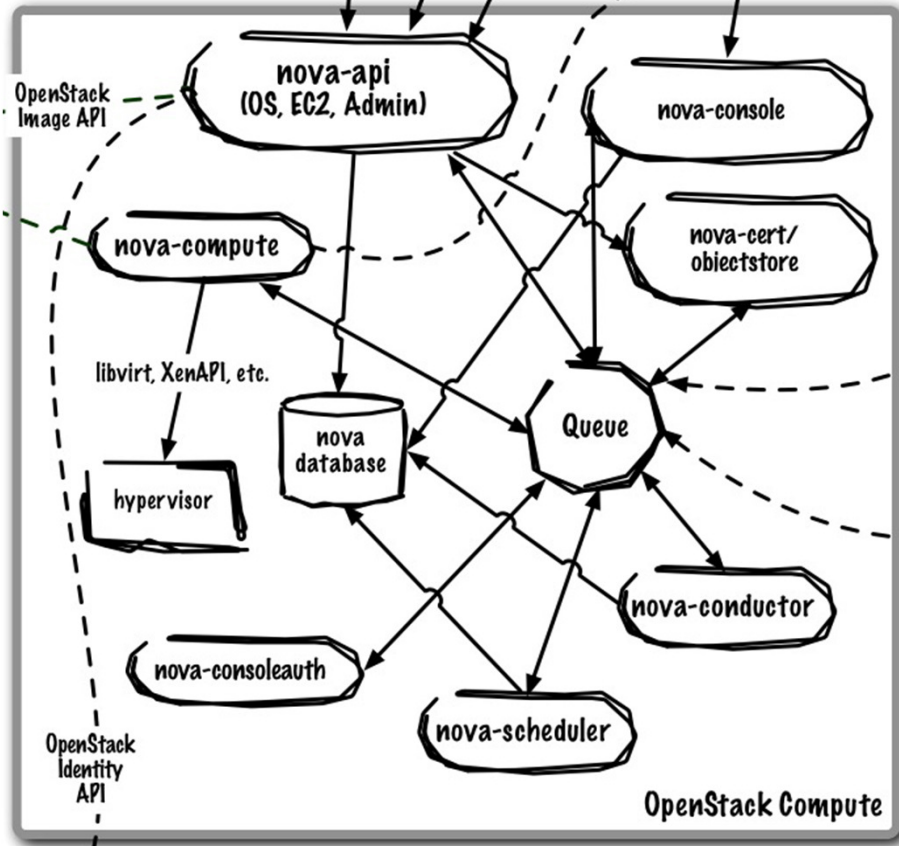 nova-api
(OS, EC2, Admin)
OpenStack
Image API
nova-console
nova-compute
nova-cert/
objectstore
libvirt, XenAPI, etc.
nova
database
Queue
hypervisor
nova-conductor
nova-consoleauth
nova-scheduler
OpenStack
Identity
API
OpenStack Compute